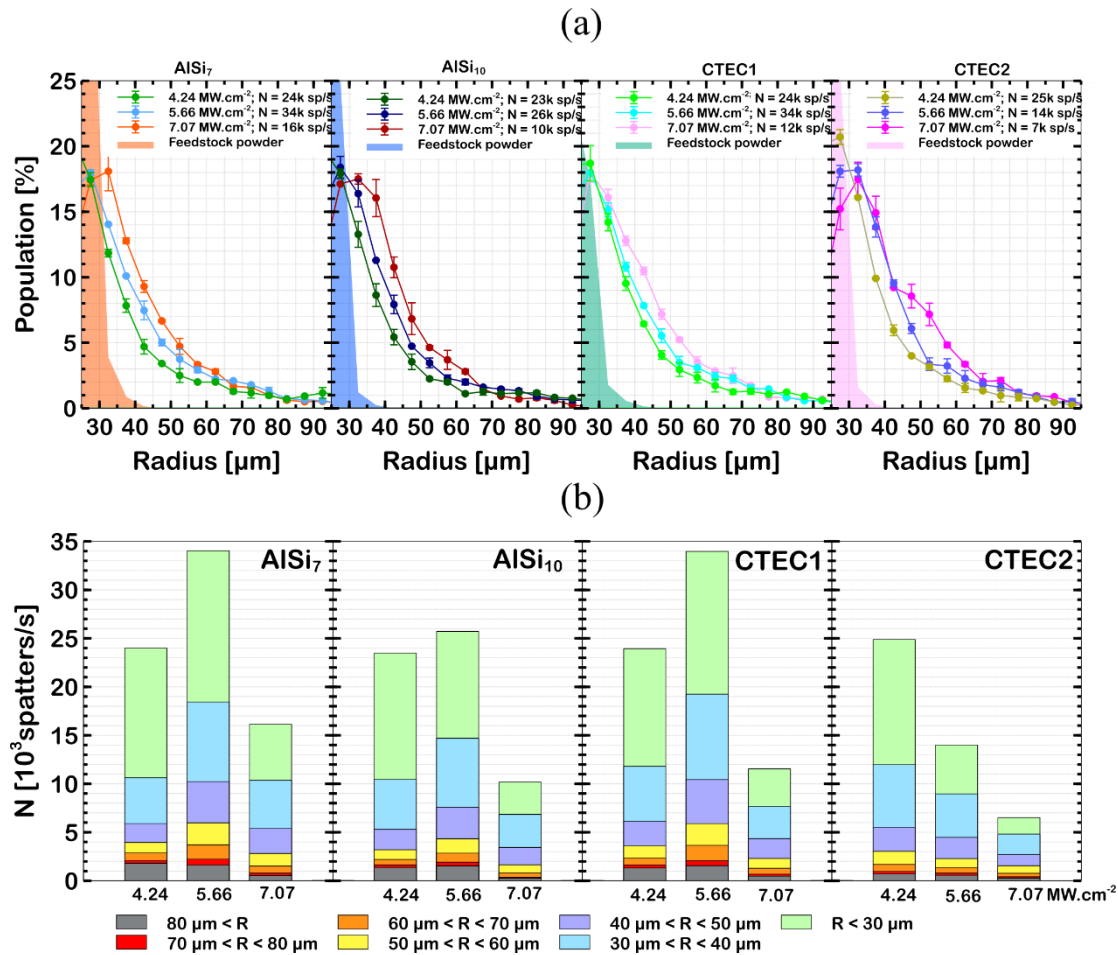 (a)
AlSi₇ AlSi₁₀ CTEC1 CTEC2
25
20
15
10
5
0
Population [%]
4.24 MW.cm⁻²; N = 24k sp/s
5.66 MW.cm⁻²; N = 34k sp/s
7.07 MW.cm⁻²; N = 16k sp/s
Feedstock powder
4.24 MW.cm⁻²; N = 23k sp/s
5.66 MW.cm⁻²; N = 26k sp/s
7.07 MW.cm⁻²; N = 10k sp/s
Feedstock powder
4.24 MW.cm⁻²; N = 24k sp/s
5.66 MW.cm⁻²; N = 34k sp/s
7.07 MW.cm⁻²; N = 12k sp/s
Feedstock powder
4.24 MW.cm⁻²; N = 25k sp/s
5.66 MW.cm⁻²; N = 14k sp/s
7.07 MW.cm⁻²; N = 7k sp/s
Feedstock powder
30 40 50 60 70 80 90 30 40 50 60 70 80 90 30 40 50 60 70 80 90 30 40 50 60 70 80 90
Radius [µm] Radius [µm] Radius [µm] Radius [µm]
(b)
35
30
25
20
15
10
5
0
N [10³spatters/s]
AlSi₇ AlSi₁₀ CTEC1 CTEC2
4.24 5.66 7.07 4.24 5.66 7.07 4.24 5.66 7.07 4.24 5.66 7.07 MW.cm⁻²
80 µm < R 60 µm < R < 70 µm 40 µm < R < 50 µm R < 30 µm
70 µm < R < 80 µm 50 µm < R < 60 µm 30 µm < R < 40 µm